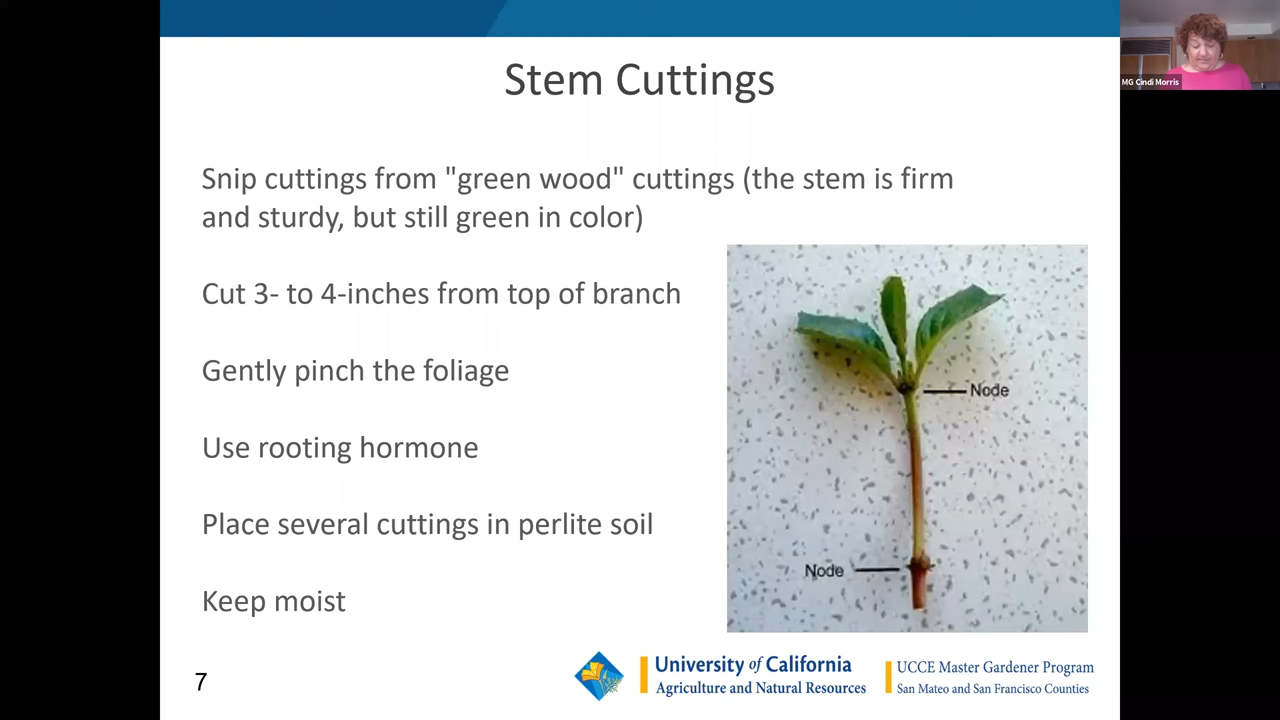 MG Cindi Morris
Stem Cuttings
Snip cuttings from "green wood" cuttings (the stem is firm
and sturdy, but still green in color)
Cut 3- to 4-inches from top of branch
Gently pinch the foliage
Use rooting hormone
Place several cuttings in perlite soil
Keep moist
Node
Node
7
University of California
Agriculture and Natural Resources
UCCE Master Gardener Program
San Mateo and San Francisco Counties